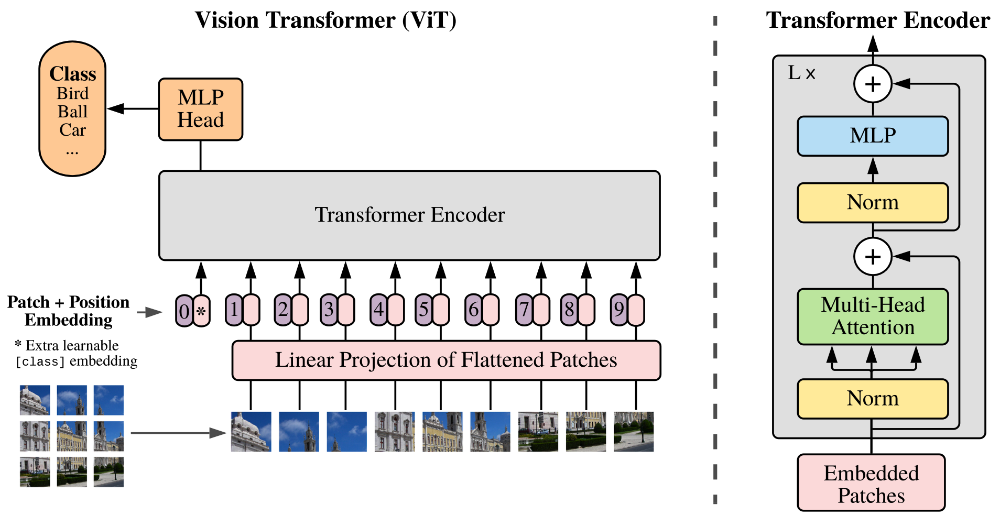 Vision Transformer (ViT)
Class
Bird
Ball
Car
...
MLP
Head
Transformer Encoder
Patch + Position
Embedding
0 * 1 2 3 4 5 6 7 8 9
* Extra learnable
[class] embedding
Linear Projection of Flattened Patches
Transformer Encoder
L x
+
MLP
Norm
+
Multi-Head
Attention
Norm
Embedded
Patches